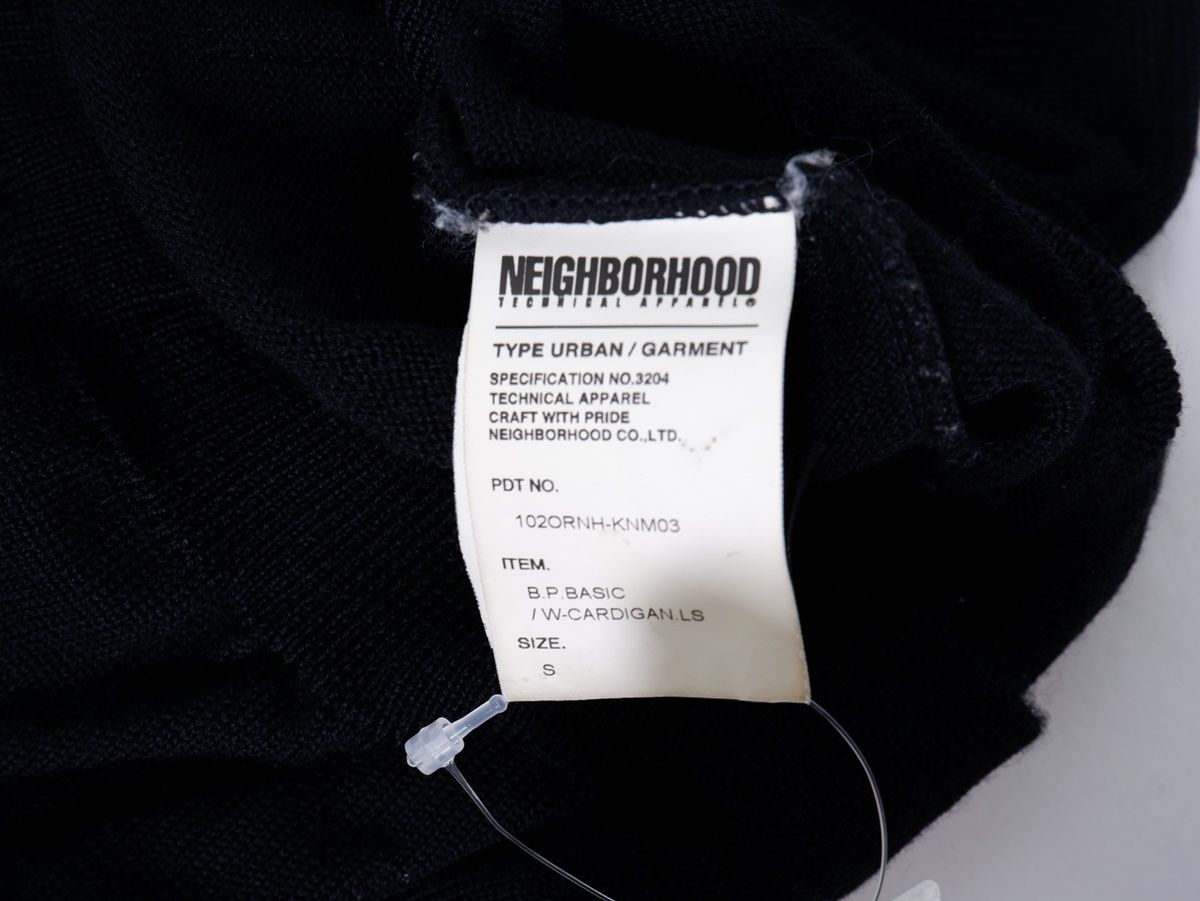 NEIGHBORHOOD
TECHNICAL APPAREL®
TYPE URBAN / GARMENT
SPECIFICATION NO.3204
TECHNICAL APPAREL
CRAFT WITH PRIDE
NEIGHBORHOOD CO.,LTD.
PDT NO.
102ORNH-KNM03
ITEM.
B.P.BASIC
/ W-CARDIGAN.LS
SIZE.
S